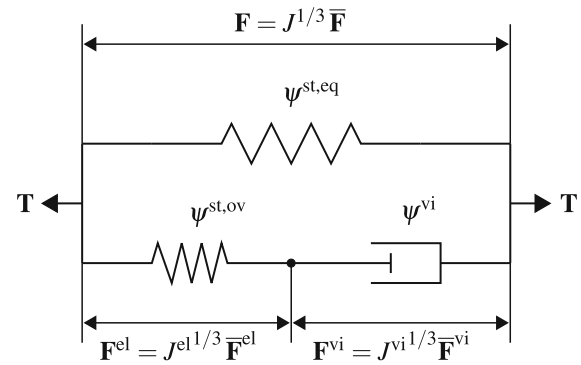 F = J^{1/3} F̅
ψ^{st,eq}
T
T
ψ^{st,ov}
ψ^{vi}
F^{el} = J^{el 1/3} F̅^{el}
F^{vi} = J^{vi 1/3} F̅^{vi}